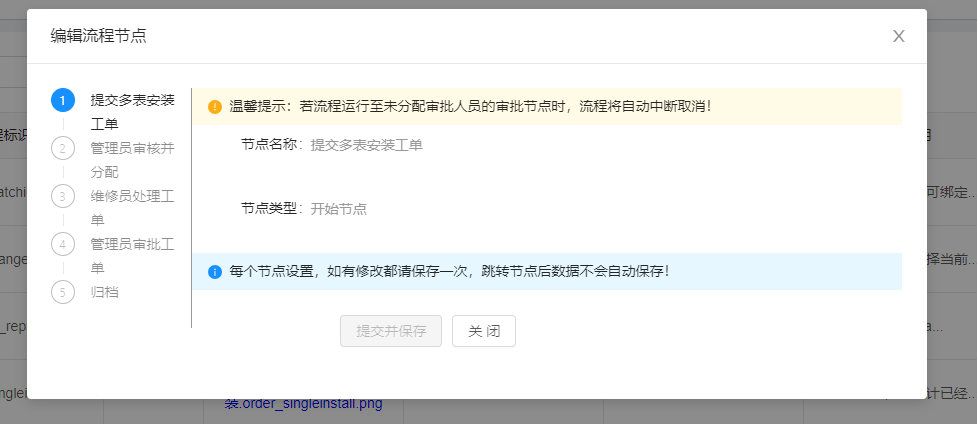 编辑流程节点
X
1 提交多表安装工单
2 管理员审核并分配
3 维修员处理工单
4 管理员审批工单
5 归档
温馨提示：若流程运行至未分配审批人员的审批节点时，流程将自动中断取消！
节点名称：提交多表安装工单
节点类型：开始节点
每个节点设置，如有修改都请保存一次，跳转节点后数据不会自动保存！
提交并保存 关 闭
程标识
可绑定...
择当前...
_rep
a...
计已经...
装.order_singleinstall.png